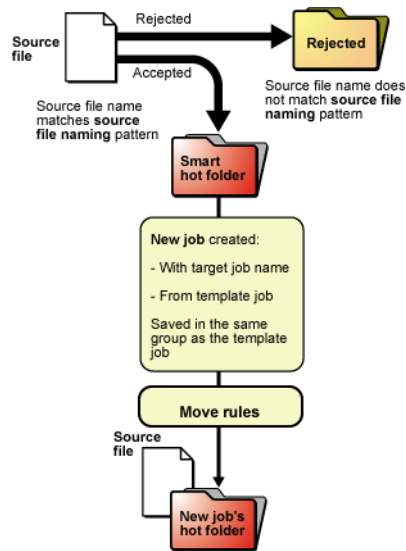 Source
file
Rejected
Rejected
Accepted
Source file name does
not match source file
naming pattern
Source file name
matches source
file naming pattern
Smart
hot folder
New job created:
- With target job name
- From template job
Saved in the same
group as the template
job
Move rules
Source
file
New job's
hot folder